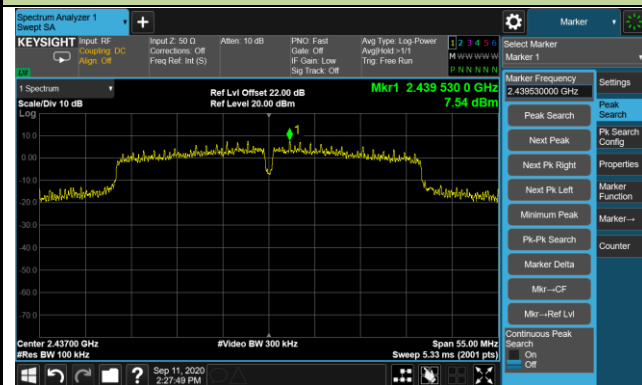 Spectrum Analyzer 1
Swept SA
Marker
KEYSIGHT
Input: RF
Coupling: DC
Align: Off
Input Z: 50 Ω
Corrections: Off
Freq Ref: Int (S)
Atten: 10 dB
PNO: Fast
Gate: Off
IF Gain: Low
Sig Track: Off
Avg Type: Log-Power
Avg|Hold:>1/1
Trig: Free Run
1 2 3 4 5 6
M W W W W W
P N N N N N
Select Marker
Marker 1
LVI
1 Spectrum
Scale/Div 10 dB
Log
Ref Lvl Offset 22.00 dB
Ref Level 20.00 dBm
Mkr1 2.439 530 0 GHz
7.54 dBm
1
10.0
0.00
-10.0
-20.0
-30.0
-40.0
-50.0
-60.0
-70.0
Center 2.43700 GHz
#Res BW 100 kHz
#Video BW 300 kHz
Span 55.00 MHz
Sweep 5.33 ms (2001 pts)
Marker Frequency
2.439530000 GHz
Peak Search
Next Peak
Next Pk Right
Next Pk Left
Minimum Peak
Pk-Pk Search
Marker Delta
Mkr→CF
Mkr→Ref Lvl
Continuous Peak
Search
On
Off
Settings
Peak
Search
Pk Search
Config
Properties
Marker
Function
Marker→
Counter
?
Sep 11, 2020
2:27:49 PM